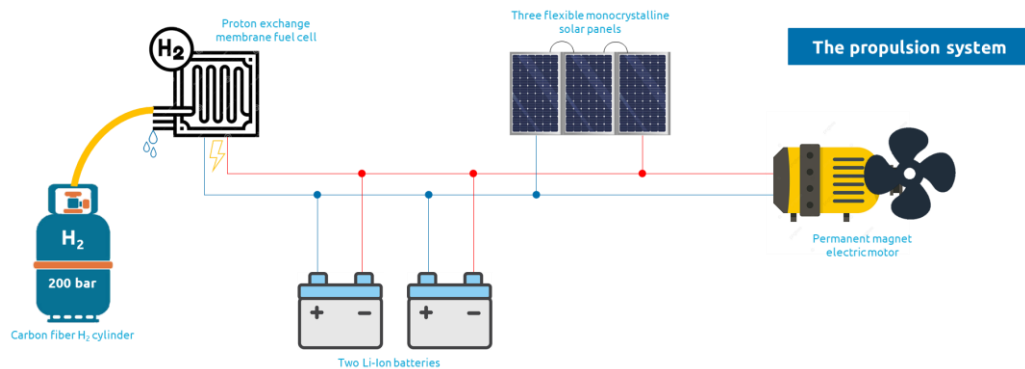 Proton exchange
membrane fuel cell
H₂
Three flexible monocrystalline
solar panels
The propulsion system
H₂
200 bar
Carbon fiber H₂ cylinder
+ −
+ −
Two Li-Ion batteries
Permanent magnet
electric motor